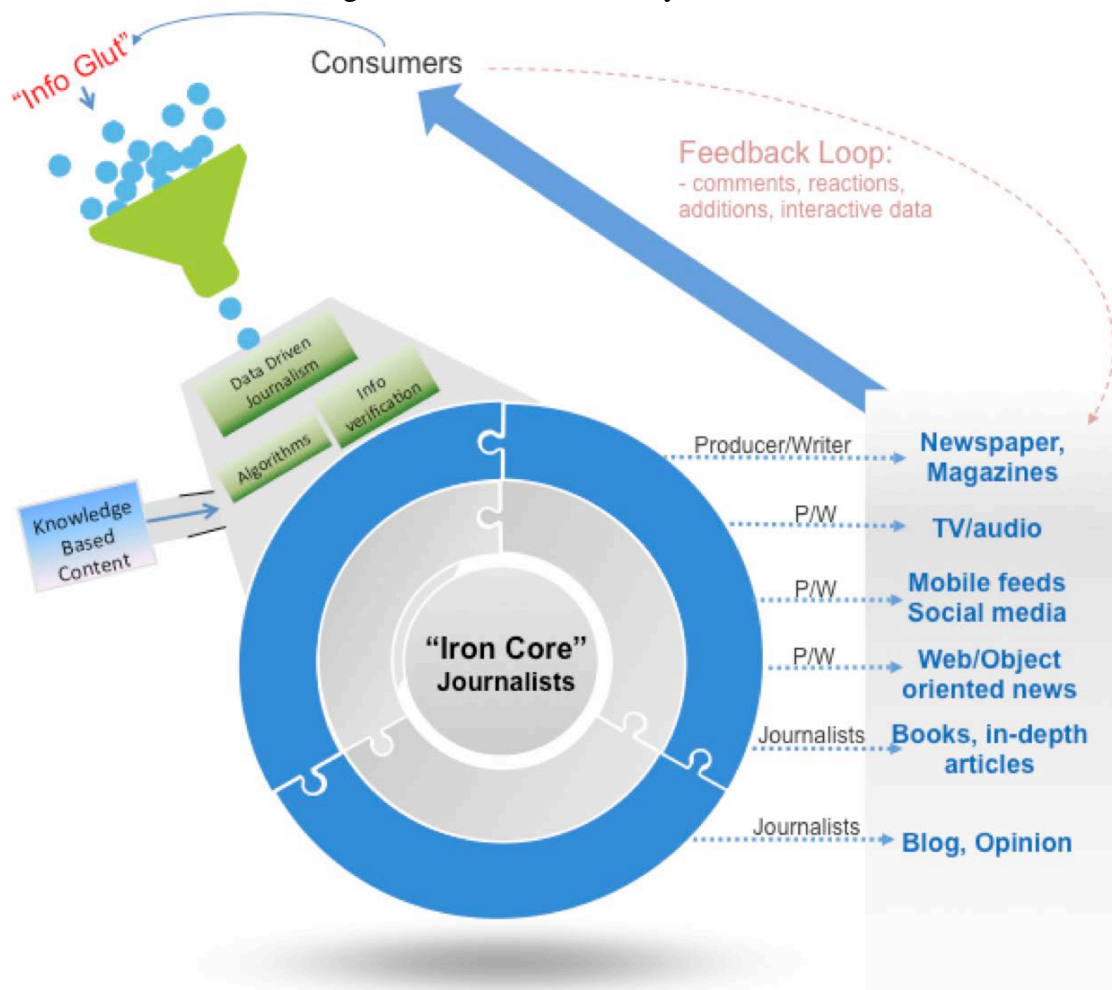 Consumers
“Info Glut”
Feedback Loop:
- comments, reactions,
additions, interactive data
Data Driven
Journalism
Info
verification
Algorithms
Knowledge
Based
Content
“Iron Core”
Journalists
Producer/Writer
Newspaper,
Magazines
P/W
TV/audio
P/W
Mobile feeds
Social media
P/W
Web/Object
oriented news
Journalists
Books, in-depth
articles
Journalists
Blog, Opinion